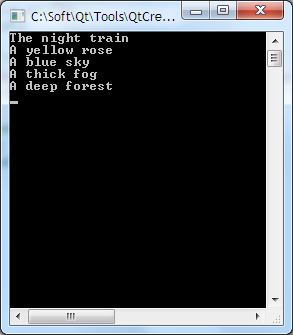 C:\Soft\Qt\Tools\QtCre...
The night train
A yellow rose
A blue sky
A thick fog
A deep forest